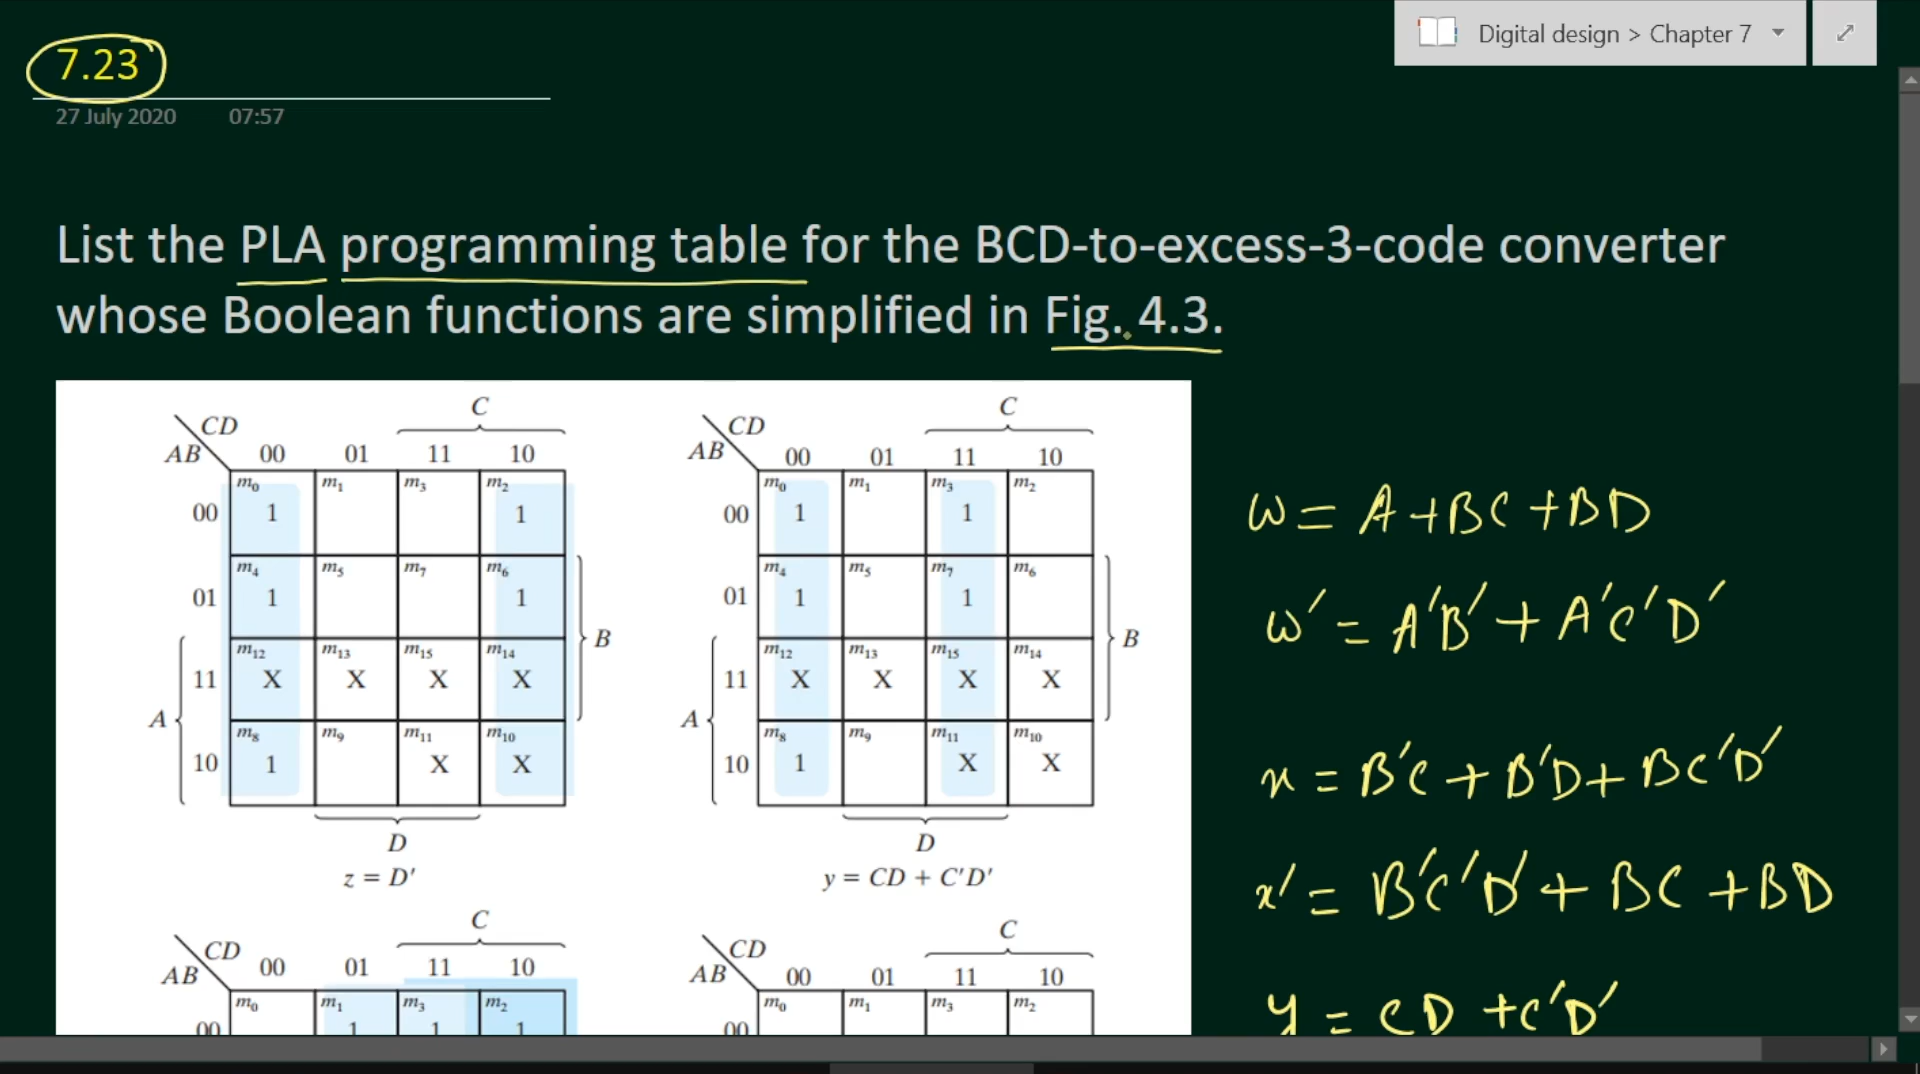 7.23
Digital design > Chapter 7
27 July 2020 07:57
List the PLA programming table for the BCD-to-excess-3-code converter
whose Boolean functions are simplified in Fig. 4.3.
C
CD
AB 00 01 11 10
00 m0 1 m1 m3 m2 1
01 m4 1 m5 m7 m6 1
B
11 m12 X m13 X m15 X m14 X
A
10 m8 1 m9 m11 X m10 X
D
z = D'
C
CD
AB 00 01 11 10
00 m0 1 m1 m3 1 m2
01 m4 1 m5 m7 1 m6
B
11 m12 X m13 X m15 X m14 X
A
10 m8 1 m9 m11 X m10 X
D
y = CD + C'D'
C
CD
AB 00 01 11 10
00 m0 m1 1 m3 1 m2 1
C
CD
AB 00 01 11 10
00 m0 m1 m3 m2
w = A + BC + BD
w' = A'B' + A'C'D'
x = B'C + B'D + BC'D'
x' = B'C'D' + BC + BD
y = CD + C'D'